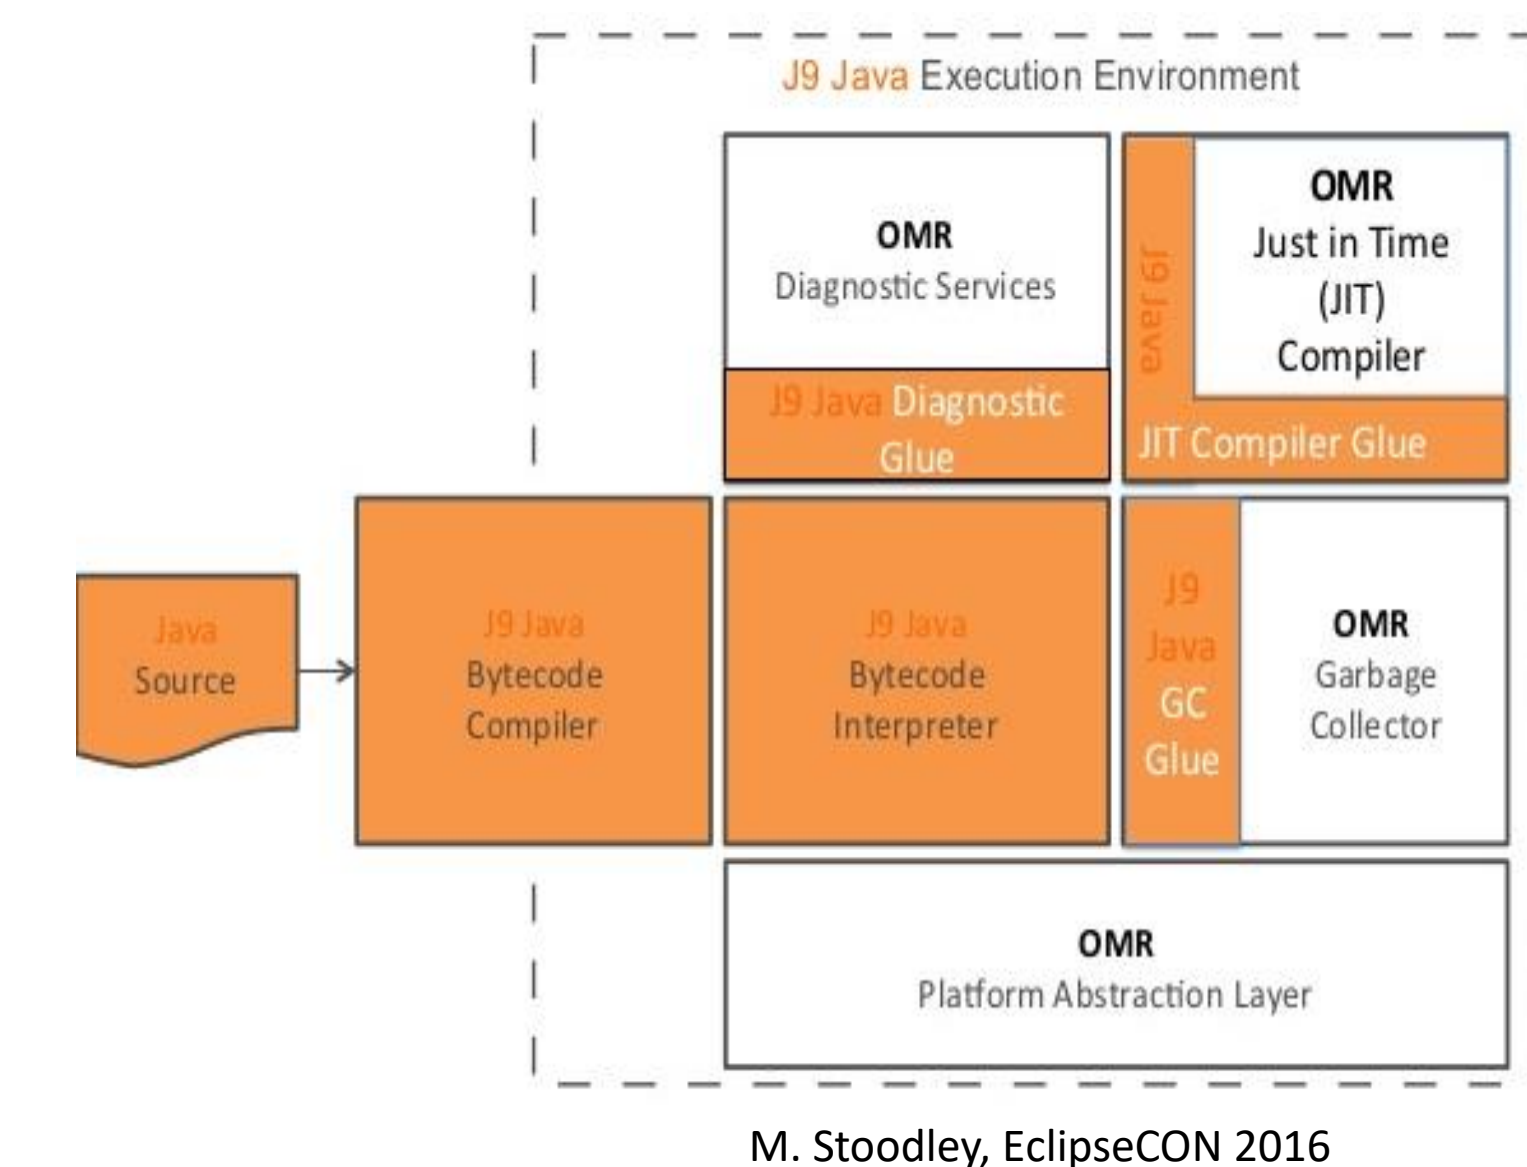 J9 Java Execution Environment
OMR
Diagnostic Services
J9 Java Diagnostic
Glue
J9 Java
OMR
Just in Time
(JIT)
Compiler
JIT Compiler Glue
Java
Source
J9 Java
Bytecode
Compiler
J9 Java
Bytecode
Interpreter
J9
Java
GC
Glue
OMR
Garbage
Collector
OMR
Platform Abstraction Layer
M. Stoodley, EclipseCON 2016